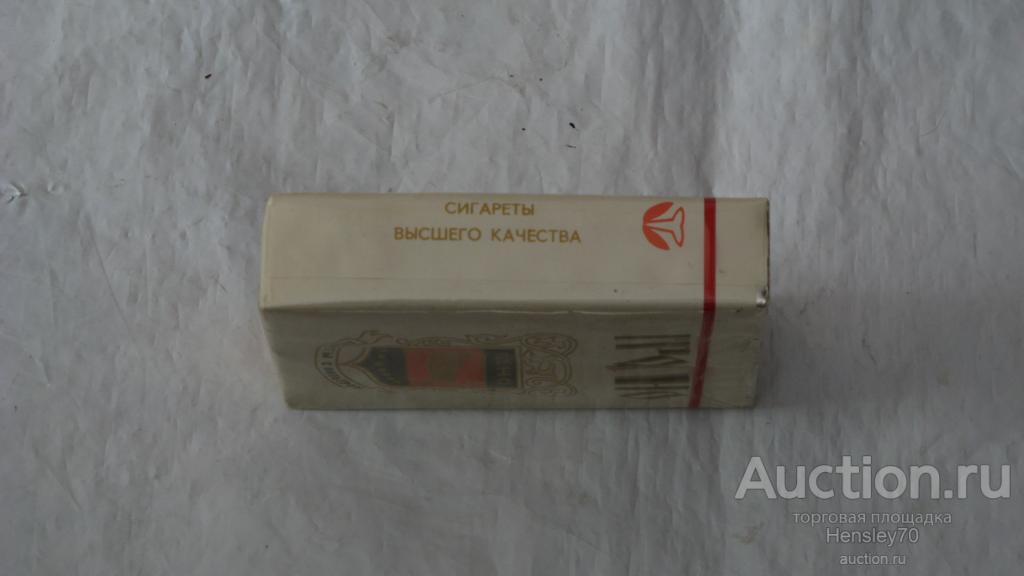 СИГАРЕТЫ
ВЫСШЕГО КАЧЕСТВА
Auction.ru
торговая площадка
Hensley70
auction.ru